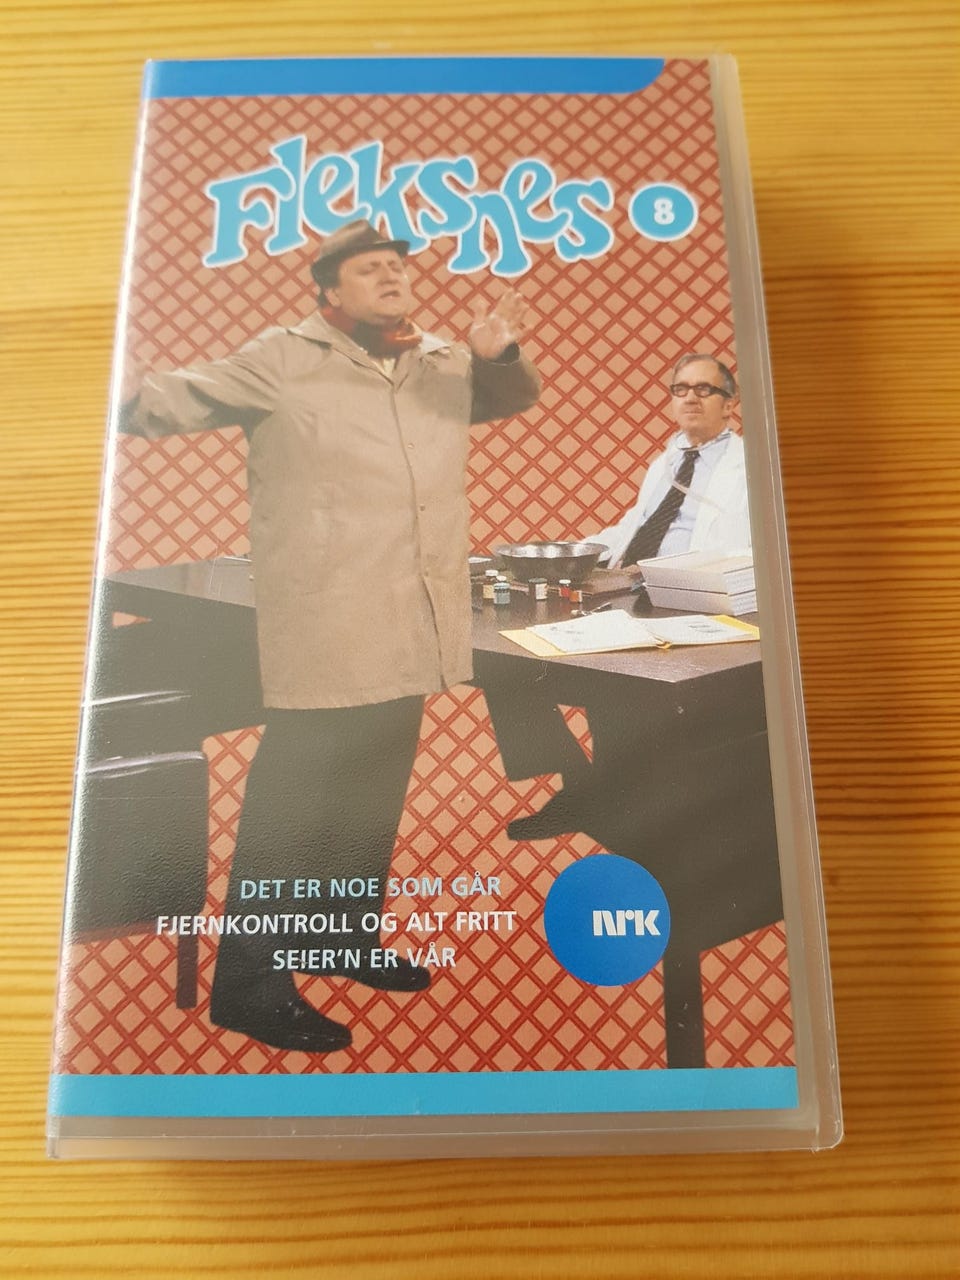 Fleksnes 8
DET ER NOE SOM GÅR
FJERNKONTROLL OG ALT FRITT
SEIER'N ER VÅR
NRK